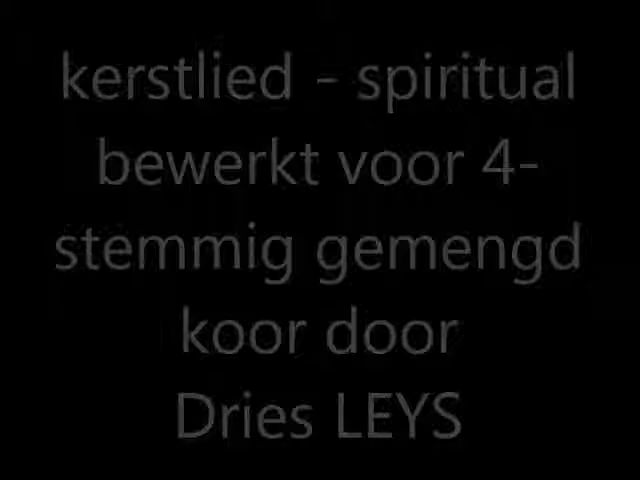 kerstlied - spiritual
bewerkt voor 4-
stemmig gemengd
koor door
Dries LEYS